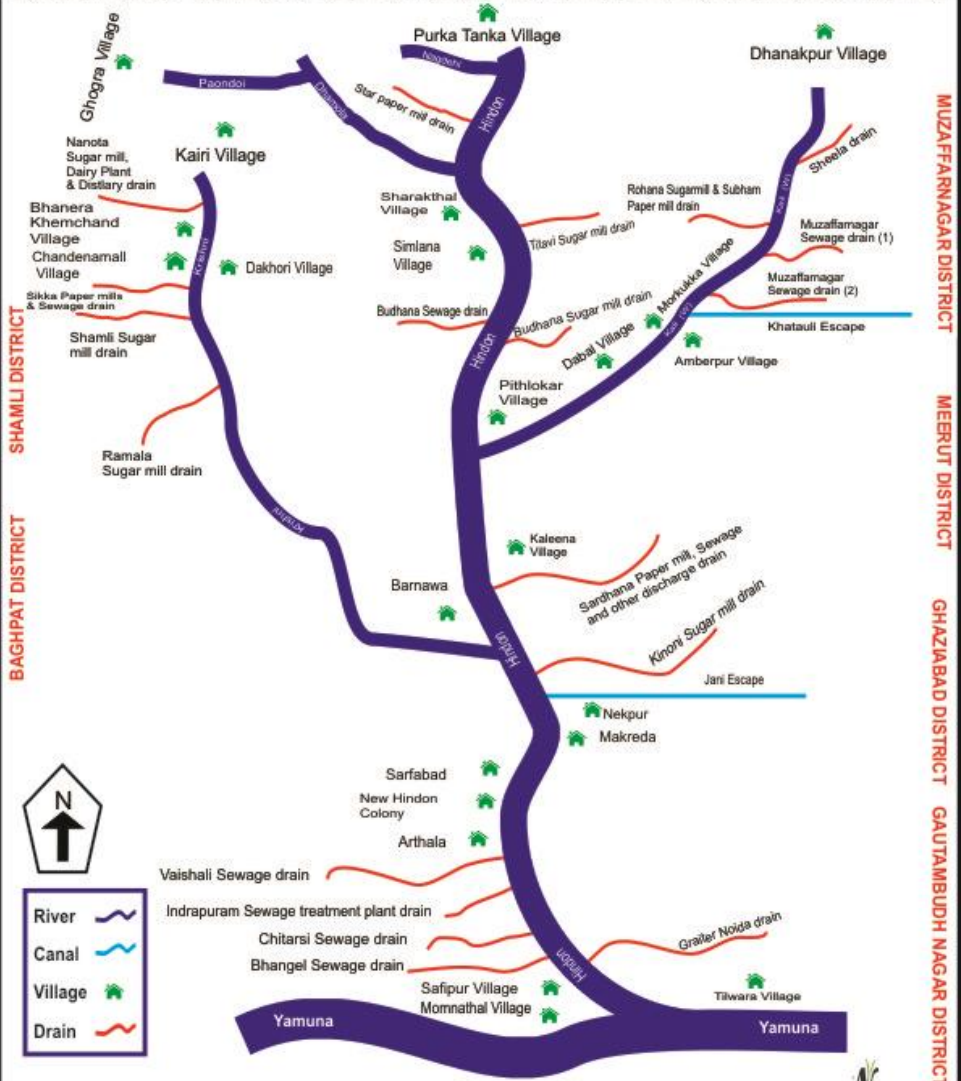 Purka Tanka Village
Dhanakpur Village
Ghogra Village
Nagdehi
Paondoi
Dhamola
Star paper mill drain
Hindon
Sheela drain
Nanota
Sugar mill,
Dairy Plant
& Distlary drain
Kairi Village
Sharakthal
Village
Rohana Sugarmill & Subham
Paper mill drain
Kali (W)
Bhanera
Khemchand
Village
Krishni
Tilavi Sugar mill drain
Muzaffarnagar
Sewage drain (1)
Simlana
Village
Chandenamall
Village
Dakhori Village
Morkukka Village
Muzaffarnagar
Sewage drain (2)
Sikka Paper mills
& Sewage drain
Budhana Sewage drain
Budhana Sugar mill drain
Kali (W)
Khatauli Escape
Shamli Sugar
mill drain
Hindon
Dabal Village
Amberpur Village
Pithlokar
Village
Ramala
Sugar mill drain
Krishni
Kaleena
Village
Sardhana Paper mill, Sewage
and other discharge drain
Barnawa
Hindon
Kinoni Sugar mill drain
Jani Escape
Nekpur
Makreda
Sarfabad
New Hindon
Colony
Arthala
Vaishali Sewage drain
Indrapuram Sewage treatment plant drain
Chitarsi Sewage drain
Bhangel Sewage drain
Hindon
Graiter Noida drain
Safipur Village
Momnathal Village
Tilwara Village
Yamuna
Yamuna
SHAMLI DISTRICT
BAGHPAT DISTRICT
MUZAFFARNAGAR DISTRICT
MEERUT DISTRICT
GHAZIABAD DISTRICT
GAUTAMBUDH NAGAR DISTRICT
N
River
Canal
Village
Drain